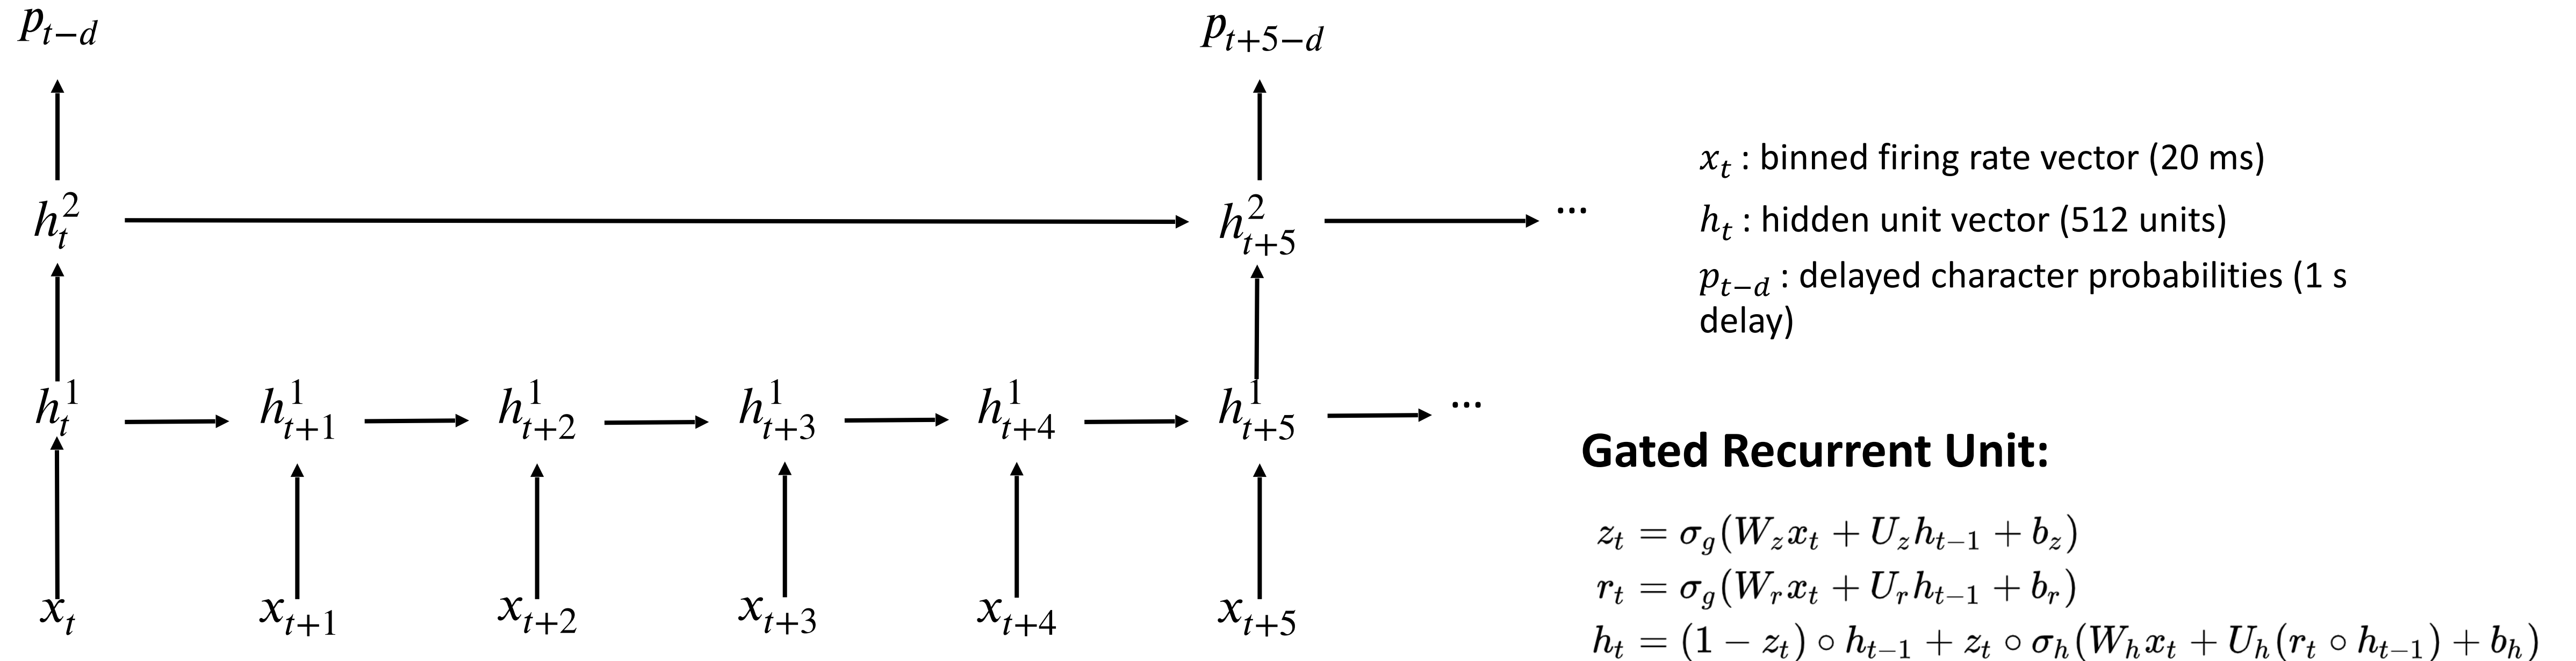 p_{t−d} p_{t+5−d}
h_t^2 h_{t+5}^2 ...
h_t^1 h_{t+1}^1 h_{t+2}^1 h_{t+3}^1 h_{t+4}^1 h_{t+5}^1 ...
x_t x_{t+1} x_{t+2} x_{t+3} x_{t+4} x_{t+5}
x_t : binned firing rate vector (20 ms)
h_t : hidden unit vector (512 units)
p_{t−d} : delayed character probabilities (1 s
delay)
Gated Recurrent Unit:
z_t = σ_g(W_z x_t + U_z h_{t−1} + b_z)
r_t = σ_g(W_r x_t + U_r h_{t−1} + b_r)
h_t = (1 − z_t) ∘ h_{t−1} + z_t ∘ σ_h(W_h x_t + U_h(r_t ∘ h_{t−1}) + b_h)